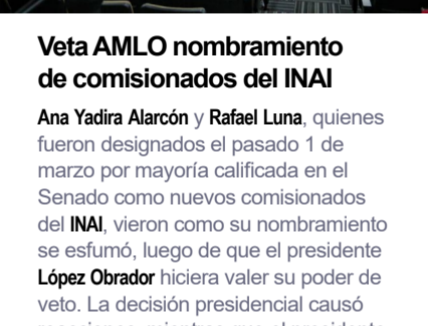 Veta AMLO nombramiento
de comisionados del INAI
Ana Yadira Alarcón y Rafael Luna, quienes
fueron designados el pasado 1 de
marzo por mayoría calificada en el
Senado como nuevos comisionados
del INAI, vieron como su nombramiento
se esfumó, luego de que el presidente
López Obrador hiciera valer su poder de
veto. La decisión presidencial causó